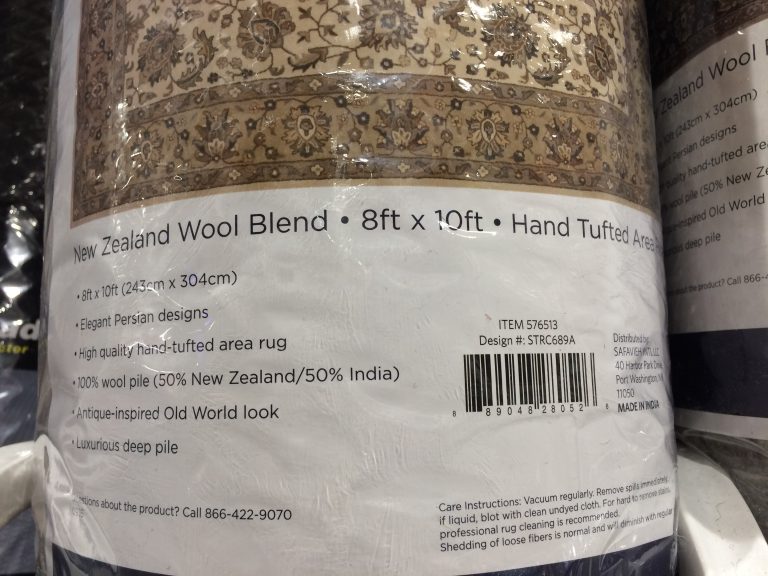 New Zealand Wool Blend • 8ft x 10ft • Hand Tufted Area
• 8ft x 10ft (243cm x 304cm)
• Elegant Persian designs
• High quality hand-tufted area rug
• 100% wool pile (50% New Zealand/50% India)
• Antique-inspired Old World look
• Luxurious deep pile
about the product? Call 866-422-9070
ITEM 576513
Design #: STRC689A
8 89048 28052 8
Distributed by:
SAFAVIEH INT'L LLC
40 Harbor Park Drive
Port Washington,
11050
MADE IN INDIA
Care Instructions: Vacuum regularly. Remove spills immediately,
if liquid, blot with clean undyed cloth. For hard to remove stains,
professional rug cleaning is recommended.
Shedding of loose fibers is normal and will diminish with regular
Zealand Wool
10ft (243cm x 304cm)
Persian designs
quality hand-tufted area
wool pile (50% New
Old World
deep pile
about the product? Call